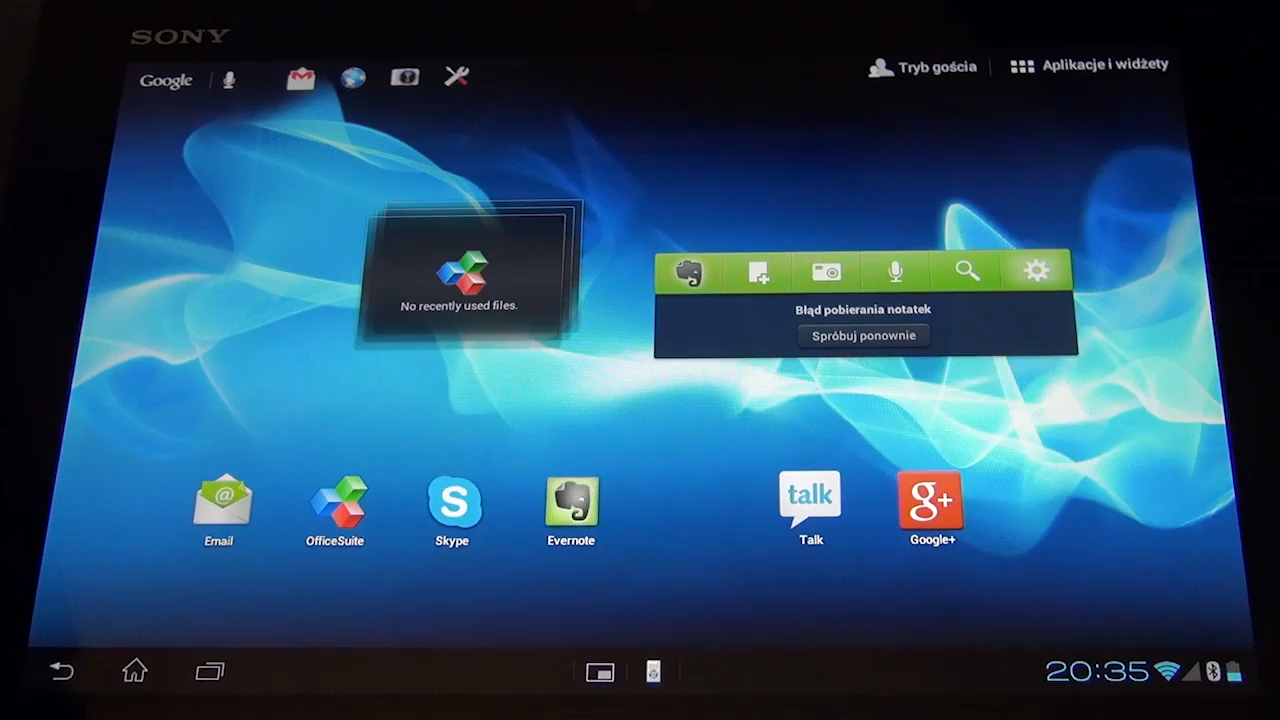 SONY
Google
Tryb gościa
Aplikacje i widżety
No recently used files.
Błąd pobierania notatek
Spróbuj ponownie
@
S
talk
g+
Email
OfficeSuite
Skype
Evernote
Talk
Google+
20:35